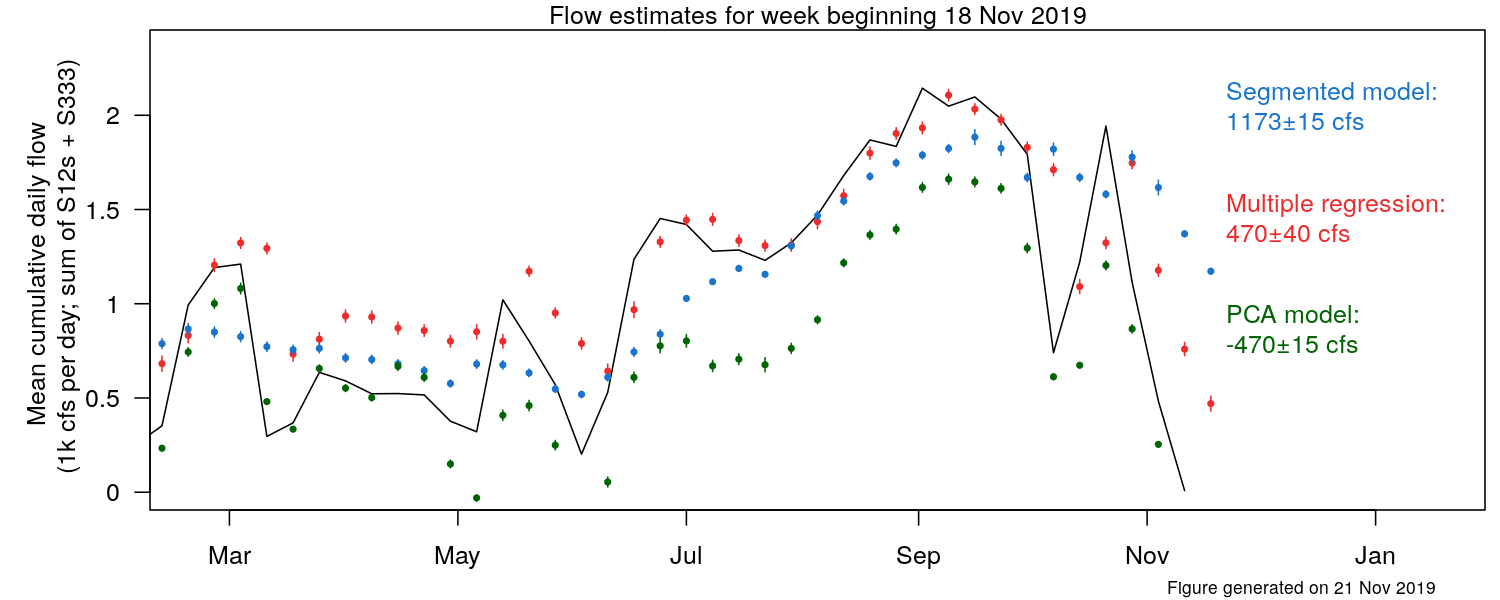 Flow estimates for week beginning 18 Nov 2019
Mean cumulative daily flow
(1k cfs per day; sum of S12s + S333)
2
1.5
1
0.5
0
Segmented model:
1173±15 cfs
Multiple regression:
470±40 cfs
PCA model:
-470±15 cfs
Mar May Jul Sep Nov Jan
Figure generated on 21 Nov 2019